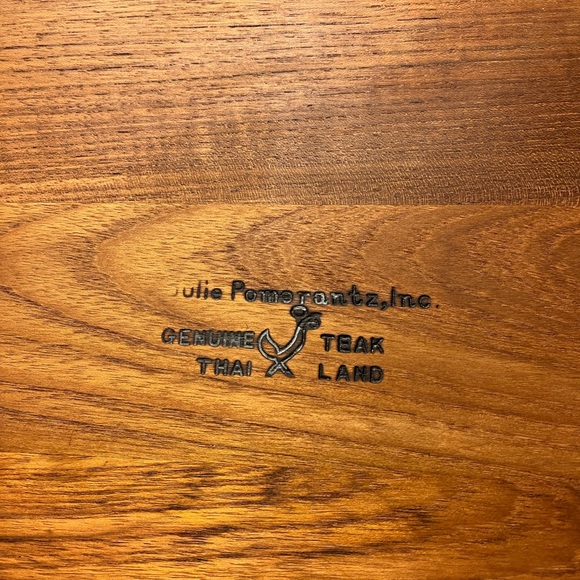 Julie Pomerantz, Inc.
GENUINE TEAK
THAI LAND